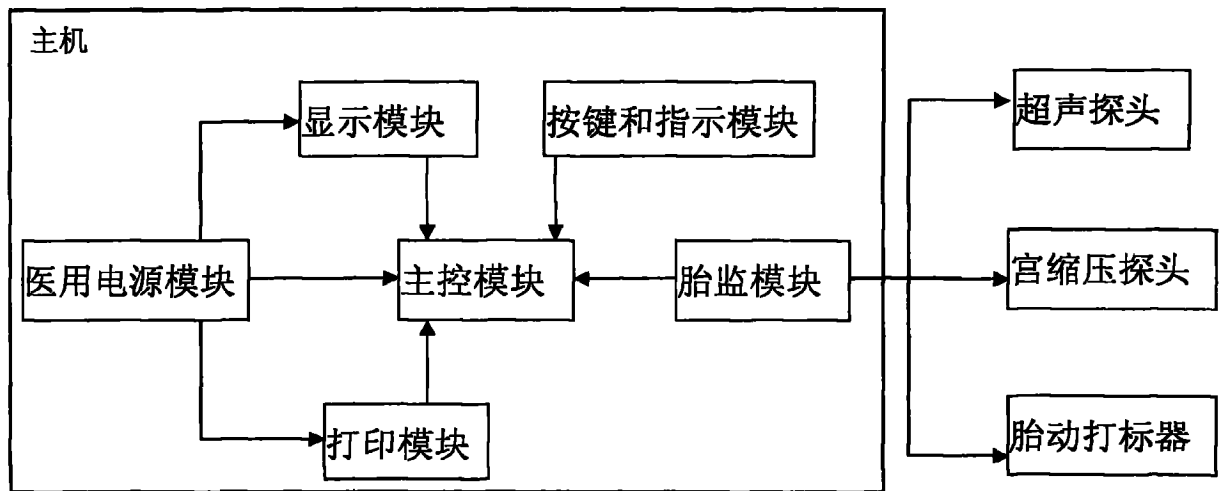 主机
显示模块
按键和指示模块
超声探头
医用电源模块
主控模块
胎监模块
宫缩压探头
打印模块
胎动打标器